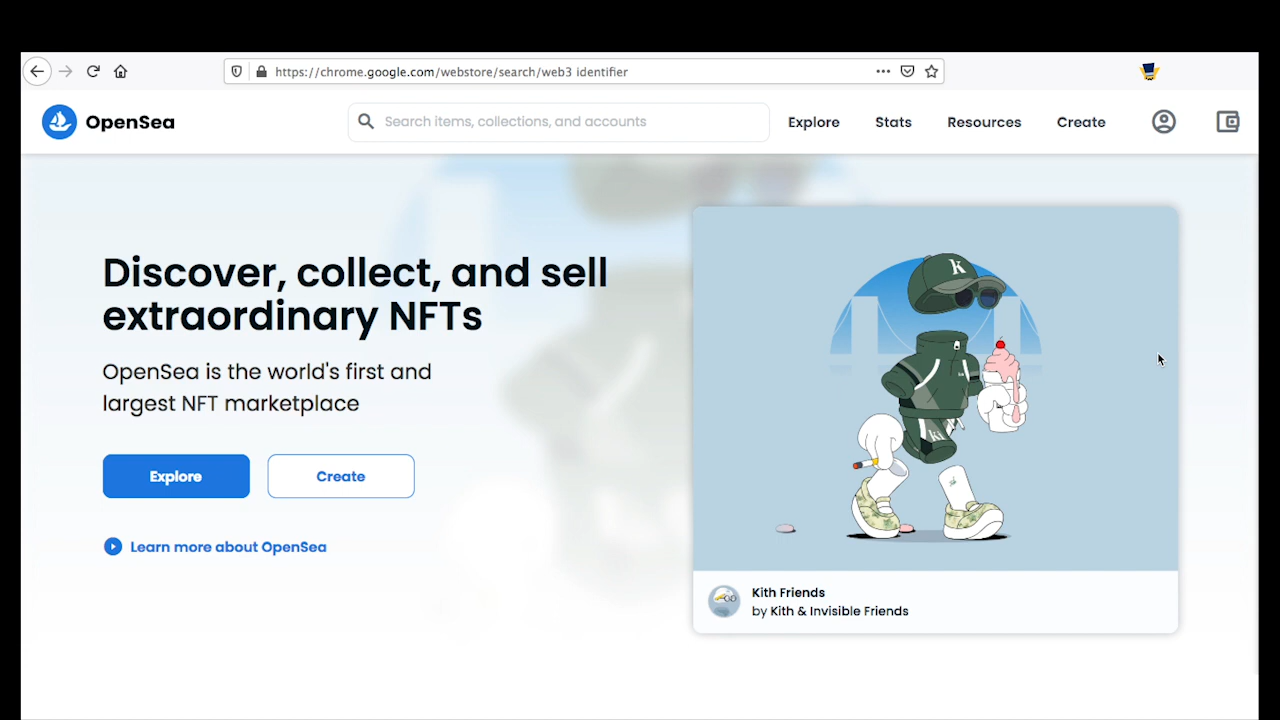 https://chrome.google.com/webstore/search/web3 identifier
OpenSea
Search items, collections, and accounts
Explore
Stats
Resources
Create
Discover, collect, and sell
extraordinary NFTs
OpenSea is the world's first and
largest NFT marketplace
Explore
Create
Learn more about OpenSea
k
Kith Friends
by Kith & Invisible Friends